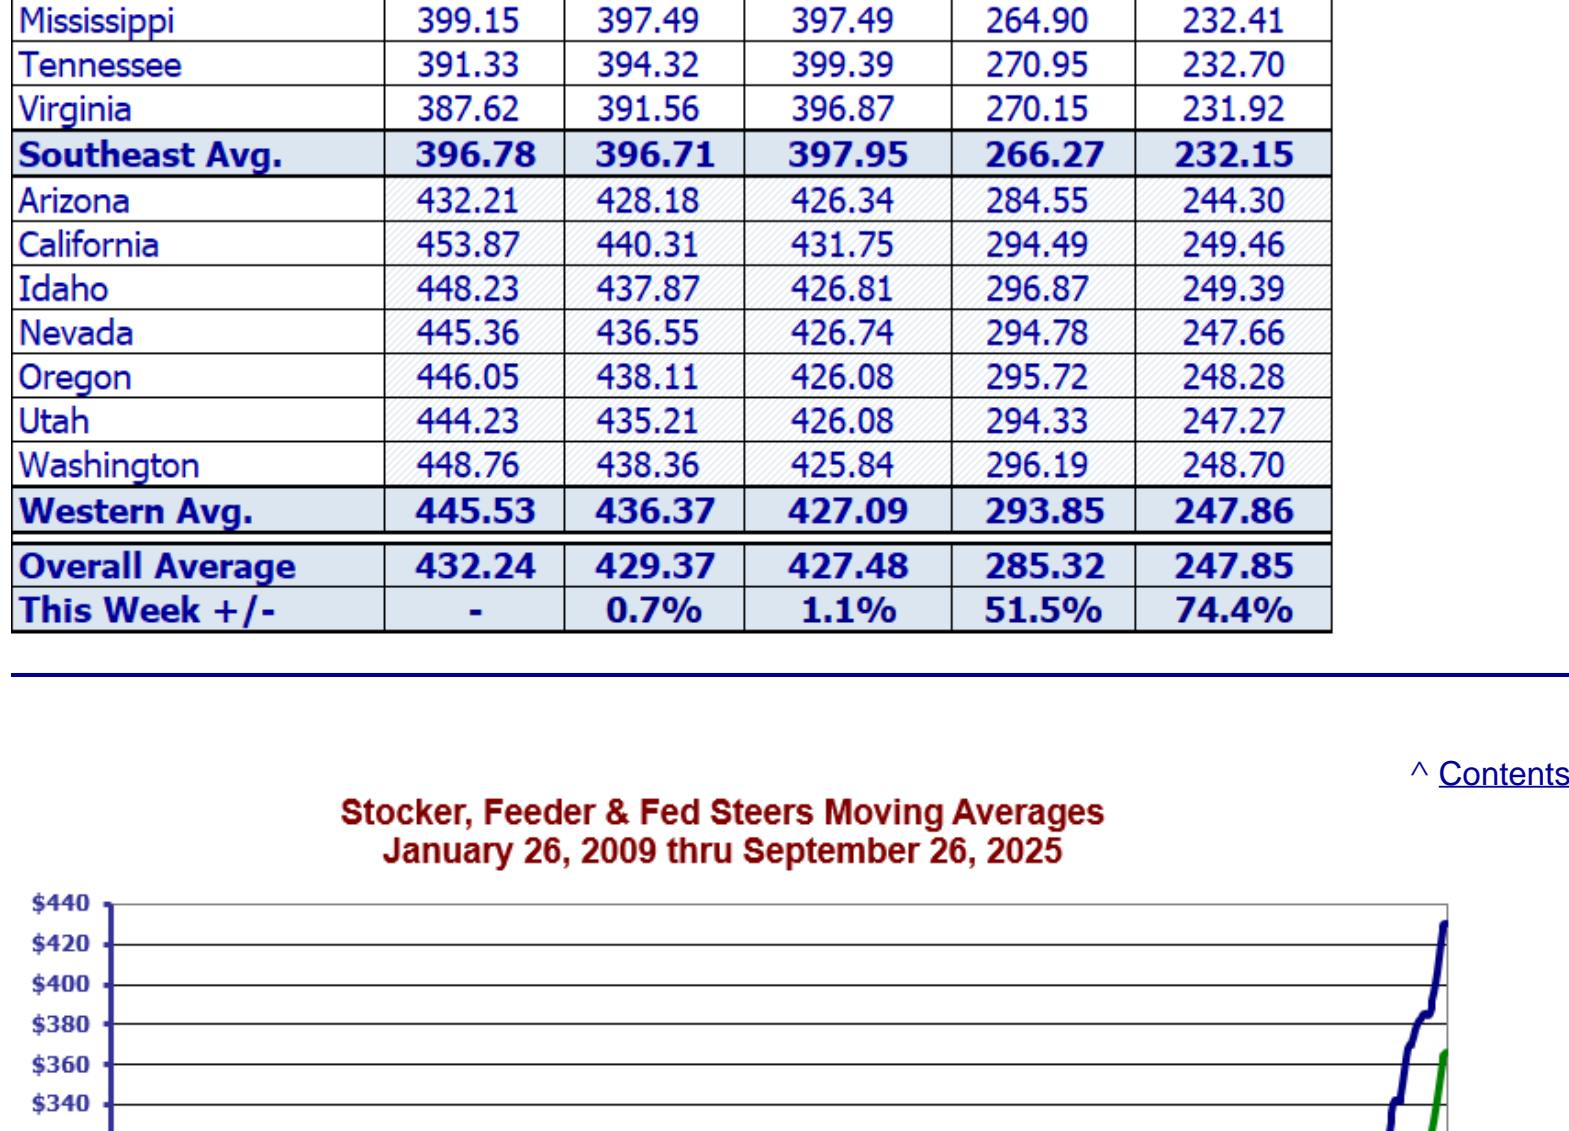 Mississippi 399.15 397.49 397.49 264.90 232.41
Tennessee 391.33 394.32 399.39 270.95 232.70
Virginia 387.62 391.56 396.87 270.15 231.92
Southeast Avg. 396.78 396.71 397.95 266.27 232.15
Arizona 432.21 428.18 426.34 284.55 244.30
California 453.87 440.31 431.75 294.49 249.46
Idaho 448.23 437.87 426.81 296.87 249.39
Nevada 445.36 436.55 426.74 294.78 247.66
Oregon 446.05 438.11 426.08 295.72 248.28
Utah 444.23 435.21 426.08 294.33 247.27
Washington 448.76 438.36 425.84 296.19 248.70
Western Avg. 445.53 436.37 427.09 293.85 247.86
Overall Average 432.24 429.37 427.48 285.32 247.85
This Week +/- - 0.7% 1.1% 51.5% 74.4%
^ Contents
Stocker, Feeder & Fed Steers Moving Averages
January 26, 2009 thru September 26, 2025
$440
$420
$400
$380
$360
$340